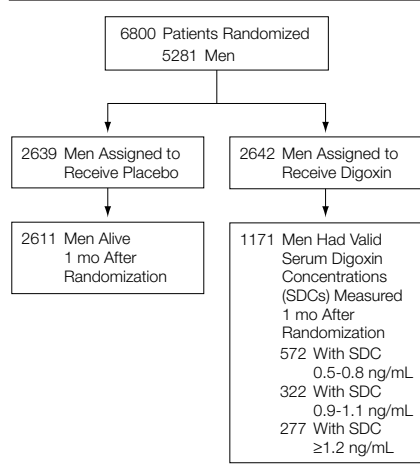 6800 Patients Randomized
5281 Men
2639 Men Assigned to
Receive Placebo
2642 Men Assigned to
Receive Digoxin
2611 Men Alive
1 mo After
Randomization
1171 Men Had Valid
Serum Digoxin
Concentrations
(SDCs) Measured
1 mo After
Randomization
572 With SDC
0.5-0.8 ng/mL
322 With SDC
0.9-1.1 ng/mL
277 With SDC
≥1.2 ng/mL